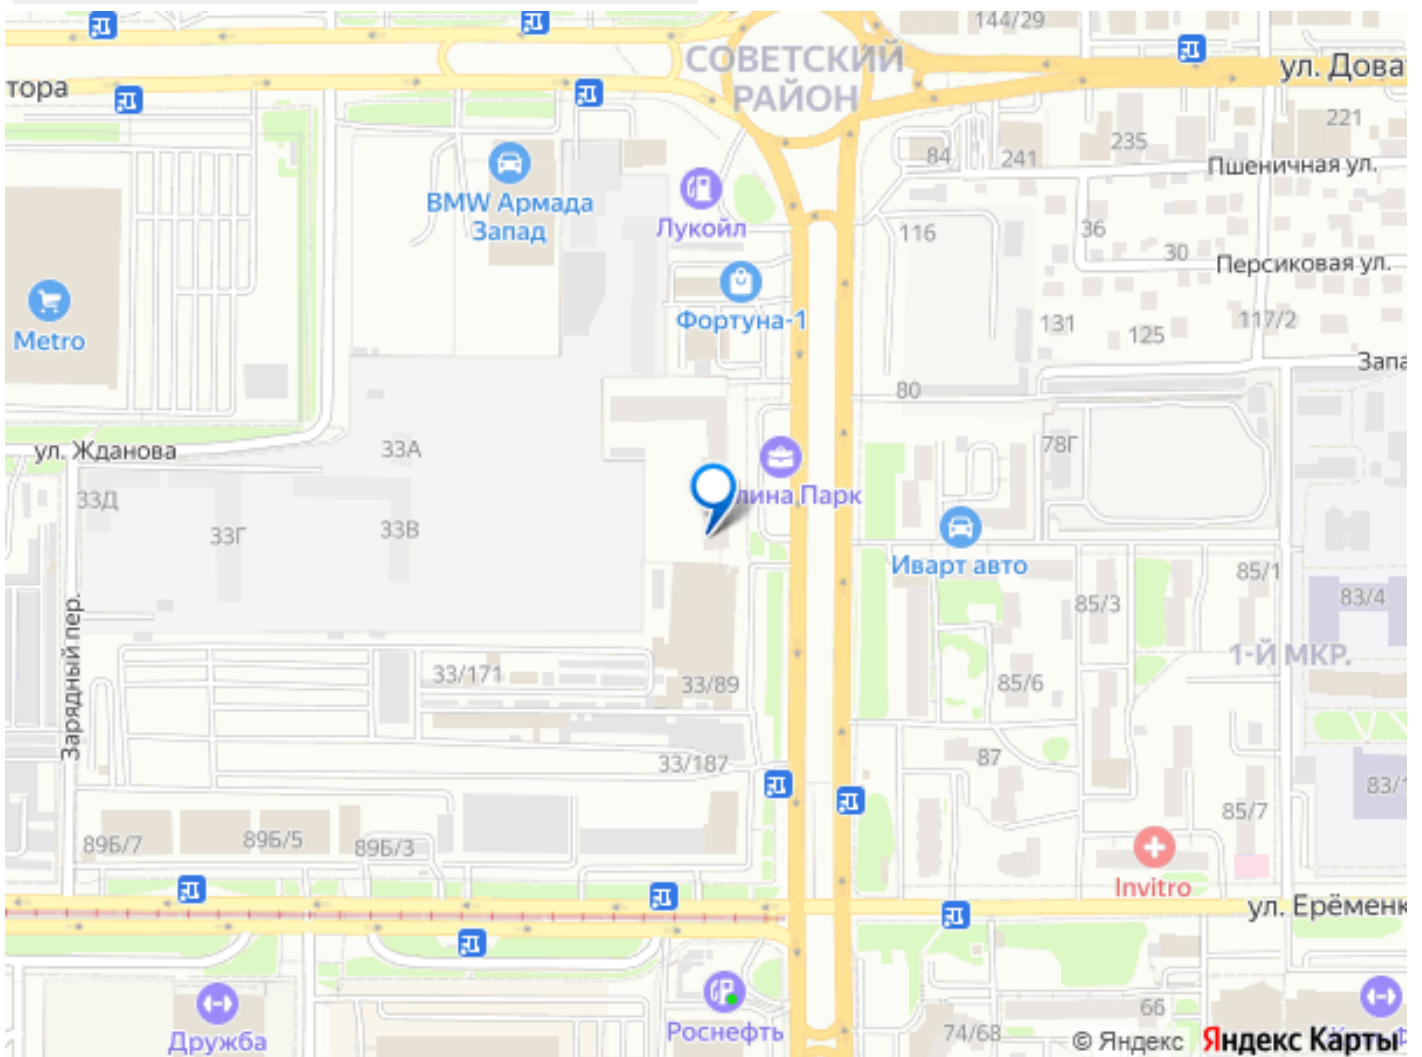 144/29
СОВЕТСКИЙ
РАЙОН
ул. Дова
тора
221
235
84
241
Пшеничная ул.
BMW Армада
Запад
Лукойл
116
36
30
Персиковая ул.
Metro
Фортуна-1
131
125
117/2
Запа
80
ул. Жданова
33А
78Г
33Д
лина Парк
33Г
33В
Иварт авто
85/1
85/3
83/4
Зарядный пер.
1-Й МКР.
33/171
33/89
85/6
33/187
87
83/1
85/7
89Б/7
89Б/5
89Б/3
Invitro
ул. Ерёменк
Роснефть
Дружба
74/68
66
© Яндекс
Яндекс Карты